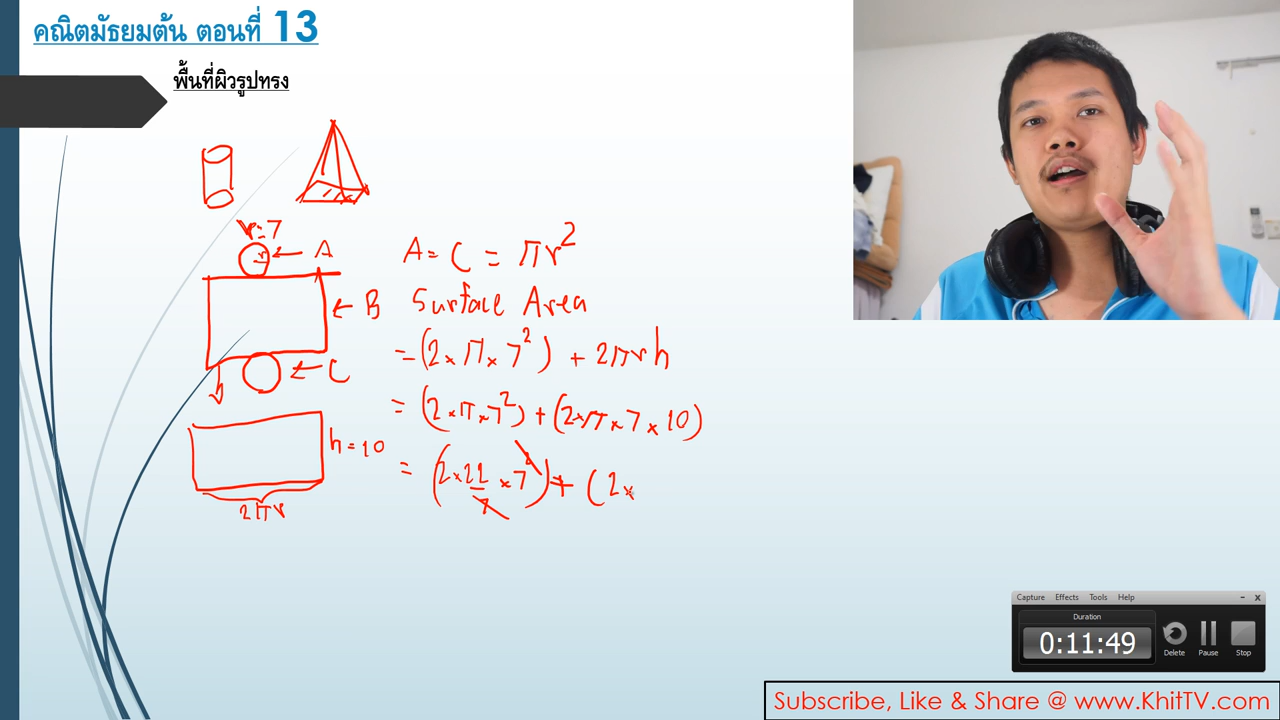 คณิตมัธยมต้น ตอนที่ 13
พื้นที่ผิวรูปทรง
r = 7
r
A
B
C
h = 10
2πr
A = C = πr²
Surface Area
= (2 × π × 7²) + 2πrh
= (2 × π × 7²) + (2 × π × 7 × 10)
= (2 × 22/7 × 7²) + (2 ×
Capture Effects Tools Help
Duration
0:11:49
Delete Pause Stop
Subscribe, Like & Share @ www.KhitTV.com